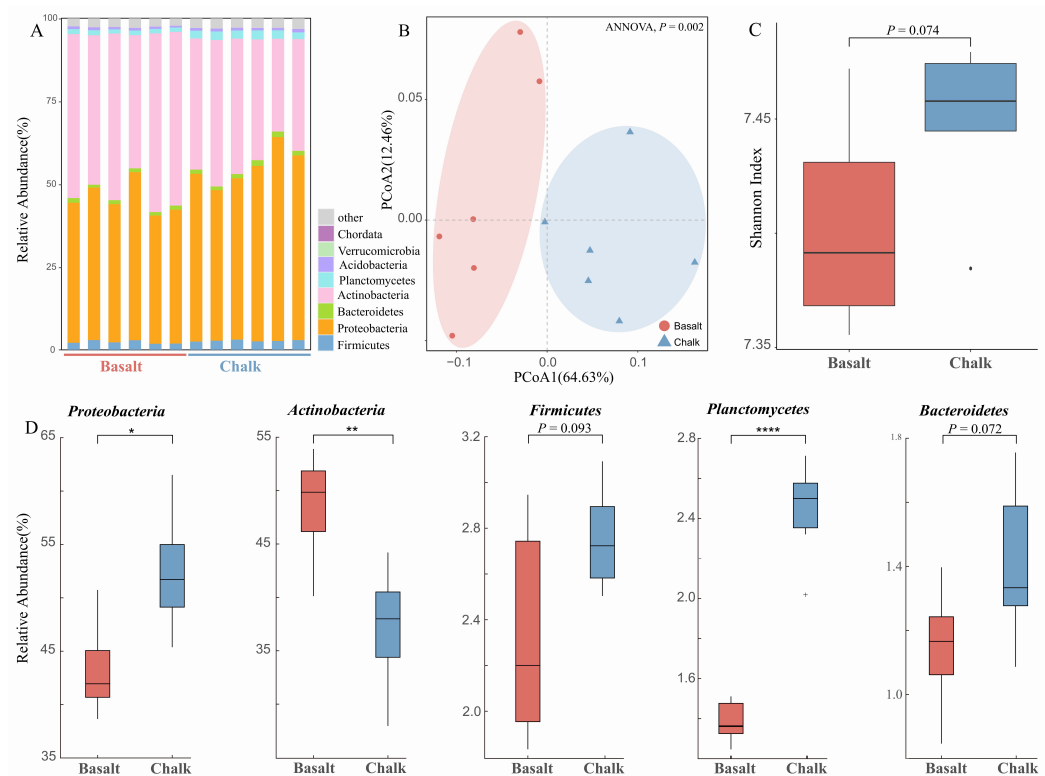 A
Relative Abundance(%)
100
75
50
25
0
Basalt
Chalk
other
Chordata
Verrucomicrobia
Acidobacteria
Planctomycetes
Actinobacteria
Bacteroidetes
Proteobacteria
Firmicutes
B
ANNOVA, P = 0.002
PCoA2(12.46%)
0.05
0.00
Basalt
Chalk
−0.1
0.0
0.1
PCoA1(64.63%)
C
P = 0.074
Shannon Index
7.45
7.35
Basalt
Chalk
D
Relative Abundance(%)
Proteobacteria
*
65
55
45
35
Basalt
Chalk
Actinobacteria
**
55
45
35
Basalt
Chalk
Firmicutes
P = 0.093
3.2
2.8
2.4
2.0
Basalt
Chalk
Planctomycetes
****
2.8
2.4
2.0
1.6
Basalt
Chalk
Bacteroidetes
P = 0.072
1.8
1.4
1.0
Basalt
Chalk